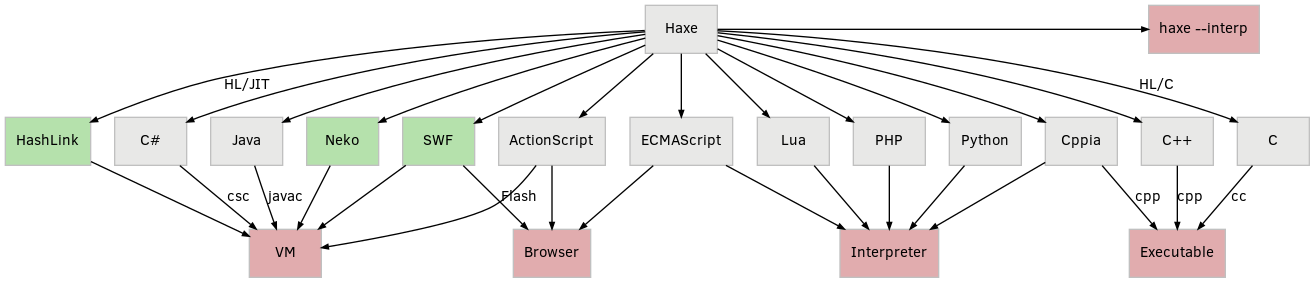 Haxe
haxe --interp
HL/JIT
HL/C
HashLink
C#
Java
Neko
SWF
ActionScript
ECMAScript
Lua
PHP
Python
Cppia
C++
C
csc
javac
Flash
cpp
cpp
cc
VM
Browser
Interpreter
Executable